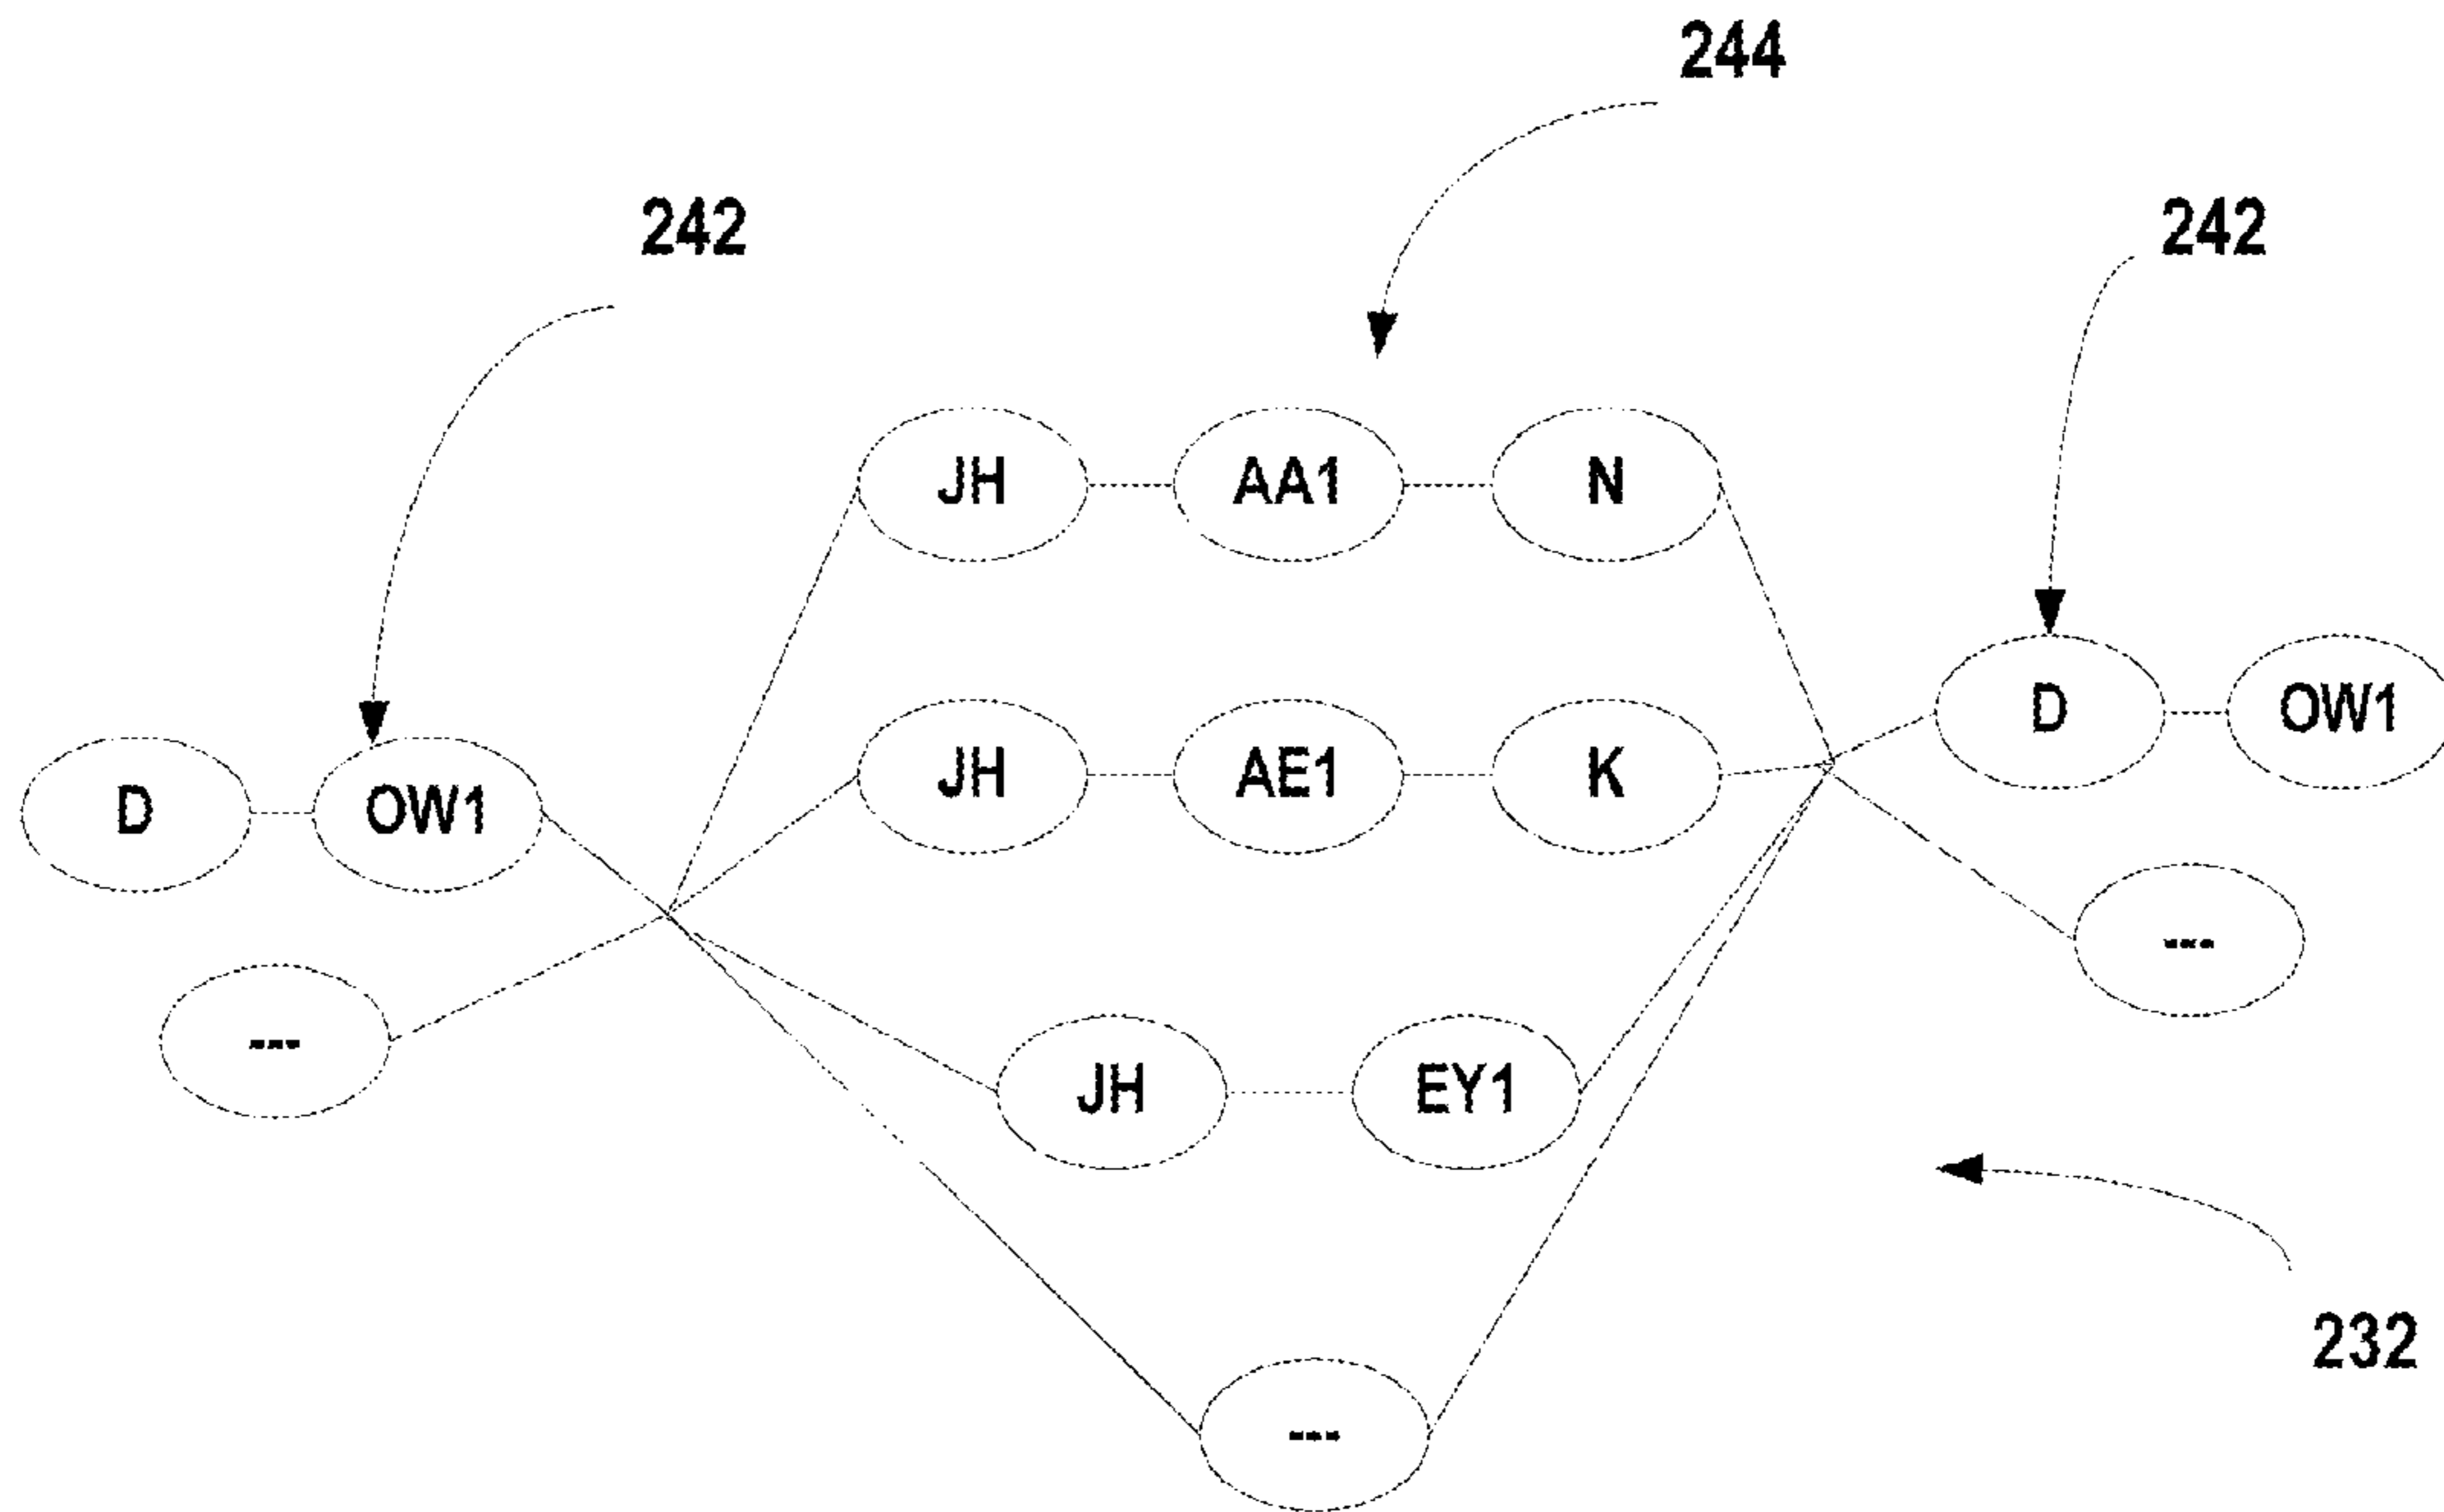 244
242
242
JH AA1 N
D OW1
JH AE1 K
D OW1
---
---
JH EY1
232
---